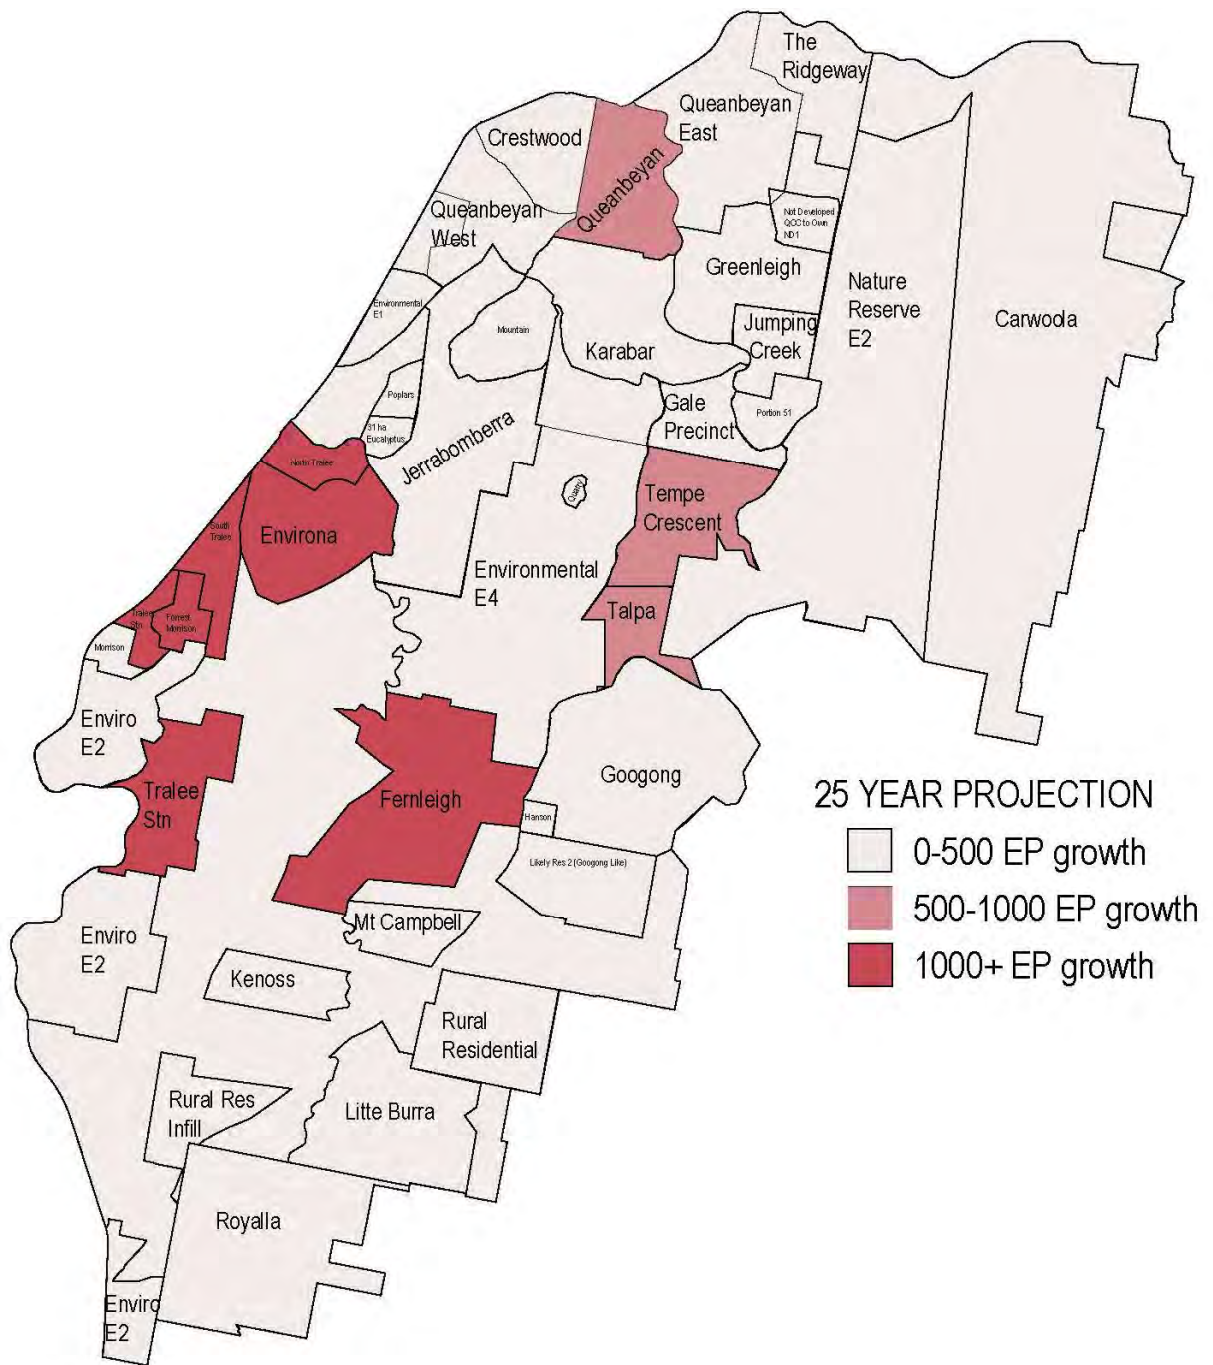 The
Ridgeway
Queanbeyan
East
Crestwood
Queanbeyan
Queanbeyan
West
Not Developed
QCC to Own
ND1
Greenleigh
Nature
Reserve
E2
Carwoola
Environmental
E1
Mountain
Jumping
Creek
Karabar
Poplars
Gale
Precinct
Portion 51
31 ha
Eucalyptus
Jerrabomberra
North Tralee
Quarry
Tempe
Crescent
South
Tralee
Environa
Environmental
E4
Talpa
Tralee
Stn
Forrest
Morrison
Morrison
Enviro
E2
Googong
Tralee
Stn
Fernleigh
Hanson
Likely Res 2 (Googong Like)
25 YEAR PROJECTION
0-500 EP growth
500-1000 EP growth
1000+ EP growth
Mt Campbell
Enviro
E2
Kenoss
Rural
Residential
Rural Res
Infill
Litte Burra
Royalla
Enviro
E2